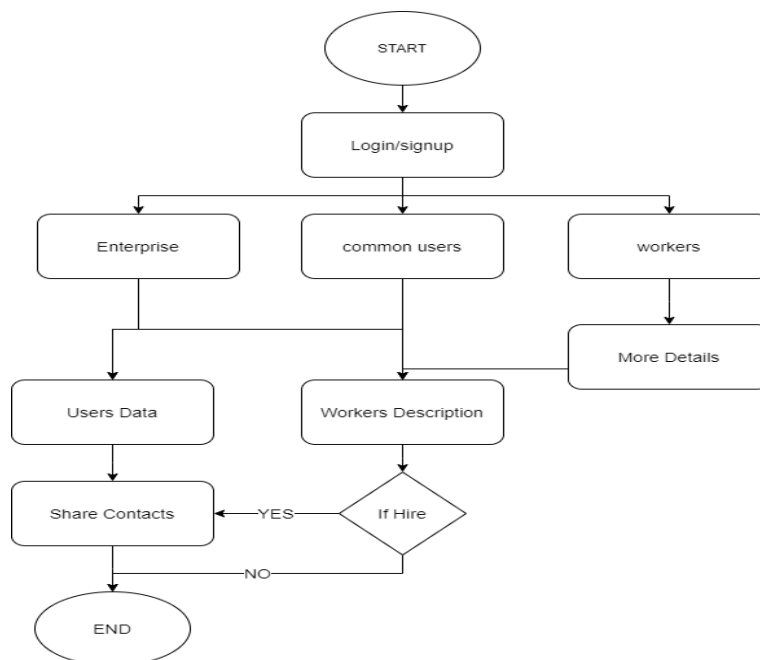 START
Login/signup
Enterprise
common users
workers
More Details
Users Data
Workers Description
Share Contacts
YES
If Hire
NO
END